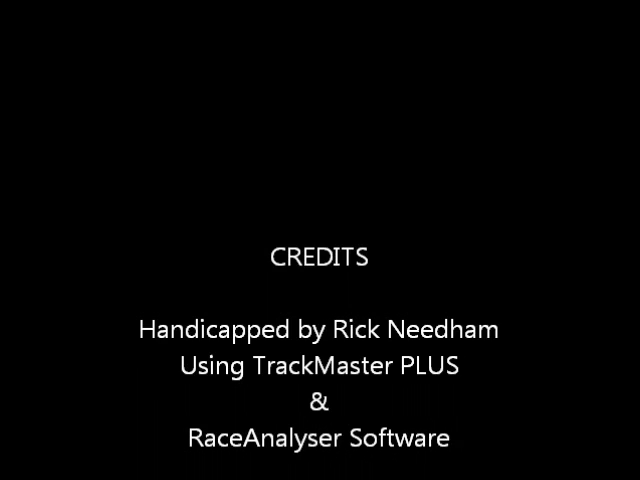 CREDITS
Handicapped by Rick Needham
Using TrackMaster PLUS
&
RaceAnalyser Software